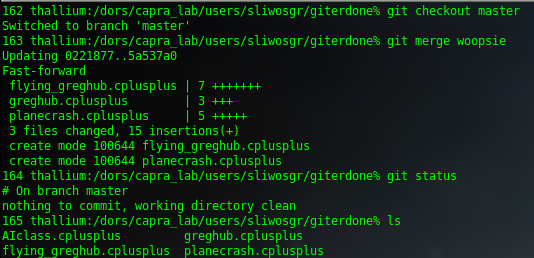 162 thallium:/dors/capra_lab/users/sliwosgr/giterdone% git checkout master
Switched to branch 'master'
163 thallium:/dors/capra_lab/users/sliwosgr/giterdone% git merge woopsie
Updating 0221877..5a537a0
Fast-forward
 flying_greghub.cplusplus | 7 +++++++
 greghub.cplusplus        | 3 +++
 planecrash.cplusplus     | 5 +++++
 3 files changed, 15 insertions(+)
 create mode 100644 flying_greghub.cplusplus
 create mode 100644 planecrash.cplusplus
164 thallium:/dors/capra_lab/users/sliwosgr/giterdone% git status
# On branch master
nothing to commit, working directory clean
165 thallium:/dors/capra_lab/users/sliwosgr/giterdone% ls
AIclass.cplusplus         greghub.cplusplus
flying_greghub.cplusplus  planecrash.cplusplus